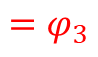 = φ₃